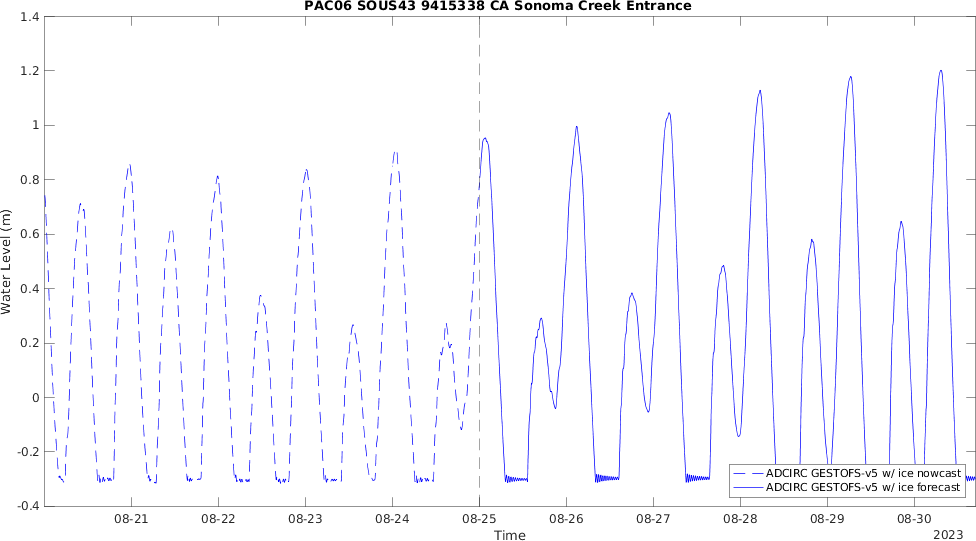 PAC06 SOUS43 9415338 CA Sonoma Creek Entrance
1.4
1.2
1
0.8
0.6
0.4
0.2
0
-0.2
-0.4
Water Level (m)
ADCIRC GESTOFS-v5 w/ ice nowcast
ADCIRC GESTOFS-v5 w/ ice forecast
08-21 08-22 08-23 08-24 08-25 08-26 08-27 08-28 08-29 08-30
Time
2023